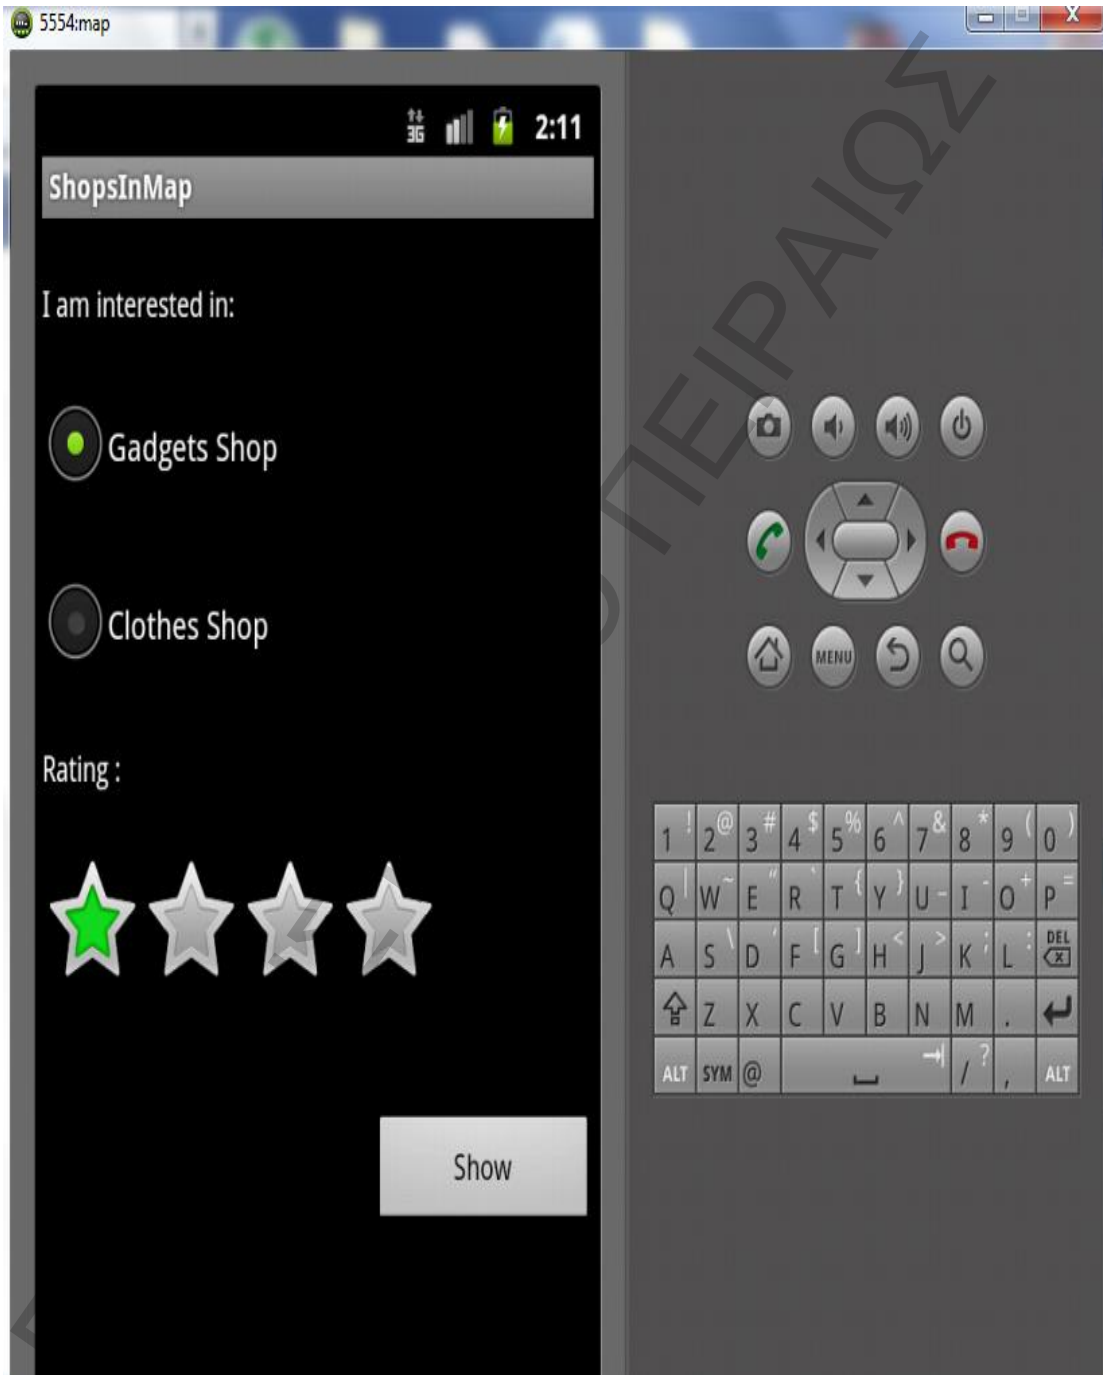 5554:map
3G 2:11
ShopsInMap
I am interested in:
Gadgets Shop
Clothes Shop
Rating :
Show
MENU
1 ! 2 @ 3 # 4 $ 5 % 6 ^ 7 & 8 * 9 ( 0 )
Q | W ~ E " R ` T { Y } U _ I - O + P =
A S \ D ' F [ G ] H < J > K ; L : DEL
Z X C V B N M .
ALT SYM @ / ? , ALT
ΠΕΙΡΑΙΩΣ